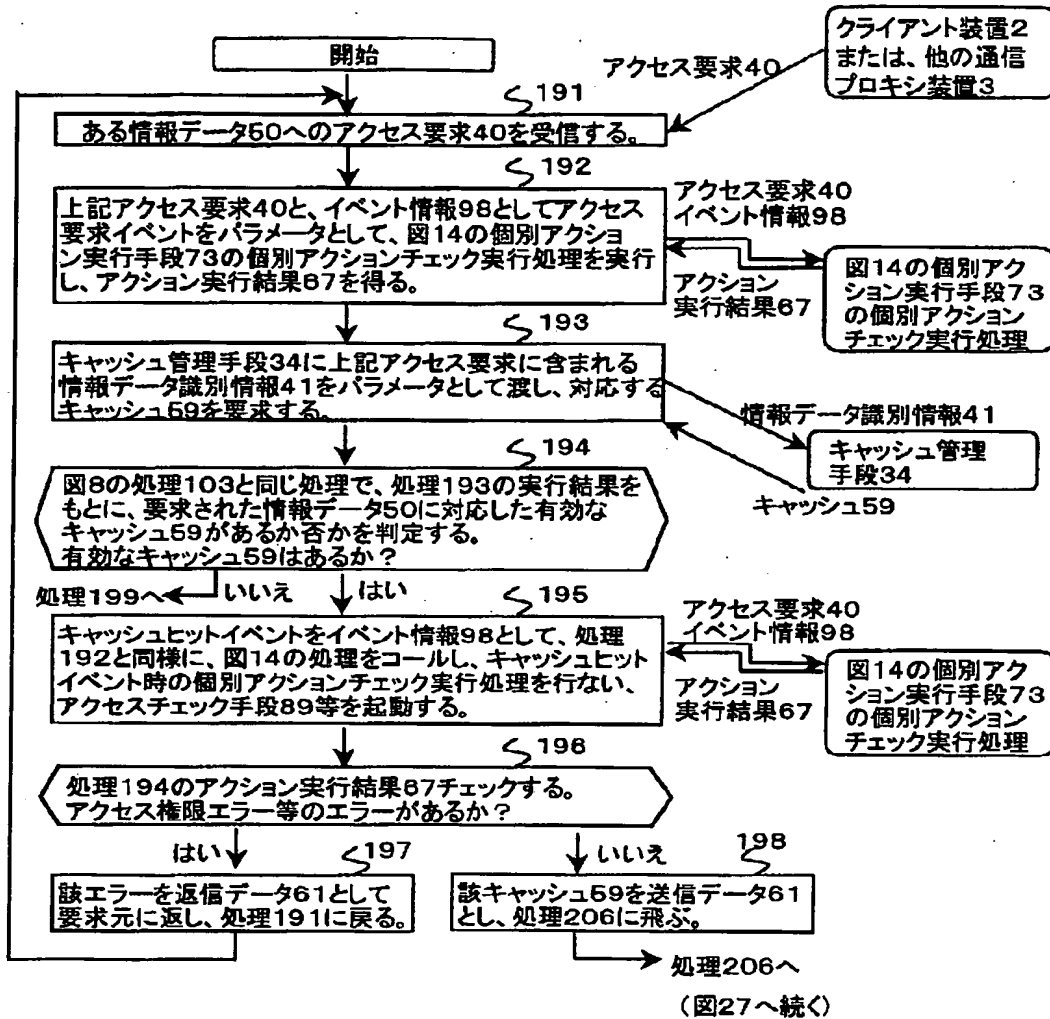 開始
アクセス要求40
クライアント装置2
または、他の通信
プロキシ装置3
191
ある情報データ50へのアクセス要求40を受信する。
192
上記アクセス要求40と、イベント情報98としてアクセス
要求イベントをパラメータとして、図14の個別アクショ
ン実行手段73の個別アクションチェック実行処理を実行
し、アクション実行結果67を得る。
アクセス要求40
イベント情報98
アクション
実行結果67
図14の個別アク
ション実行手段73
の個別アクション
チェック実行処理
193
キャッシュ管理手段34に上記アクセス要求に含まれる
情報データ識別情報41をパラメータとして渡し、対応する
キャッシュ59を要求する。
情報データ識別情報41
キャッシュ管理
手段34
キャッシュ59
194
図8の処理103と同じ処理で、処理193の実行結果を
もとに、要求された情報データ50に対応した有効な
キャッシュ59があるか否かを判定する。
有効なキャッシュ59はあるか？
処理199へ
いいえ
はい
195
キャッシュヒットイベントをイベント情報98として、処理
192と同様に、図14の処理をコールし、キャッシュヒット
イベント時の個別アクションチェック実行処理を行ない、
アクセスチェック手段89等を起動する。
アクセス要求40
イベント情報98
アクション
実行結果67
図14の個別アク
ション実行手段73
の個別アクション
チェック実行処理
196
処理194のアクション実行結果67チェックする。
アクセス権限エラー等のエラーがあるか？
はい
197
いいえ
198
該エラーを返信データ61として
要求元に返し、処理191に戻る。
該キャッシュ59を送信データ61
とし、処理206に飛ぶ。
処理206へ
（図27へ続く）